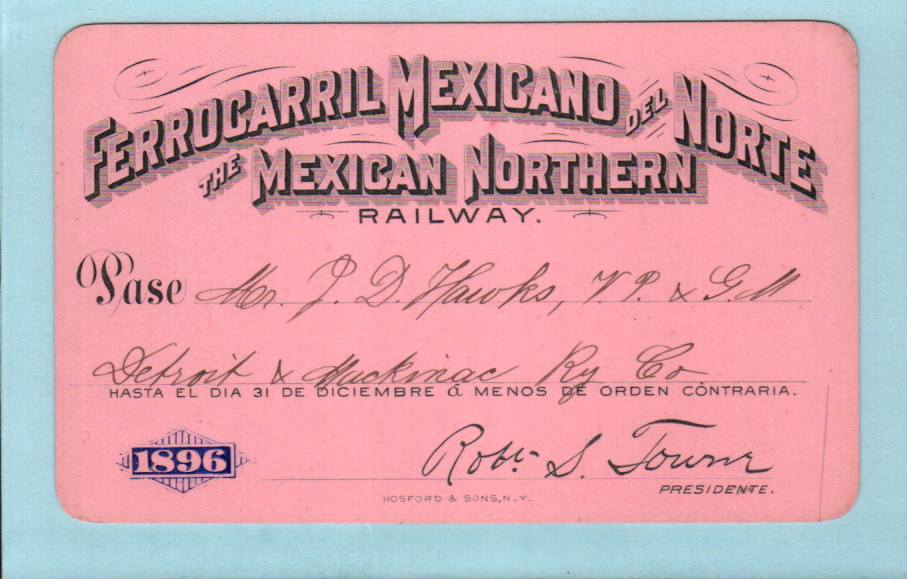 FERROCARRIL MEXICANO DEL NORTE
THE MEXICAN NORTHERN
RAILWAY.
Pase Mr. J. D. Hawks, V P. & G. M
Detroit & Mackinac Ry Co
HASTA EL DIA 31 DE DICIEMBRE á MENOS DE ORDEN CONTRARIA.
1896
Robt. S. Towne
PRESIDENTE.
HOSFORD & SONS, N.Y.